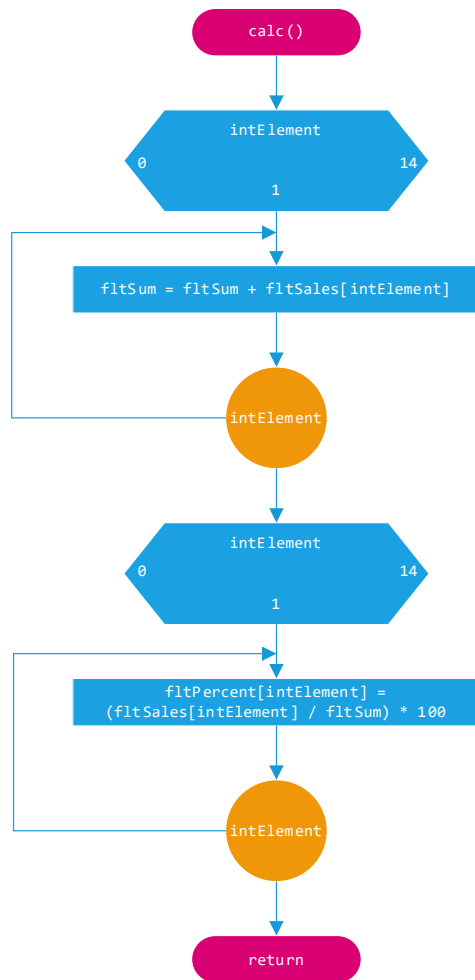 calc()
intElement
0
14
1
fltSum = fltSum + fltSales[intElement]
intElement
intElement
0
14
1
fltPercent[intElement] =
(fltSales[intElement] / fltSum) * 100
intElement
return